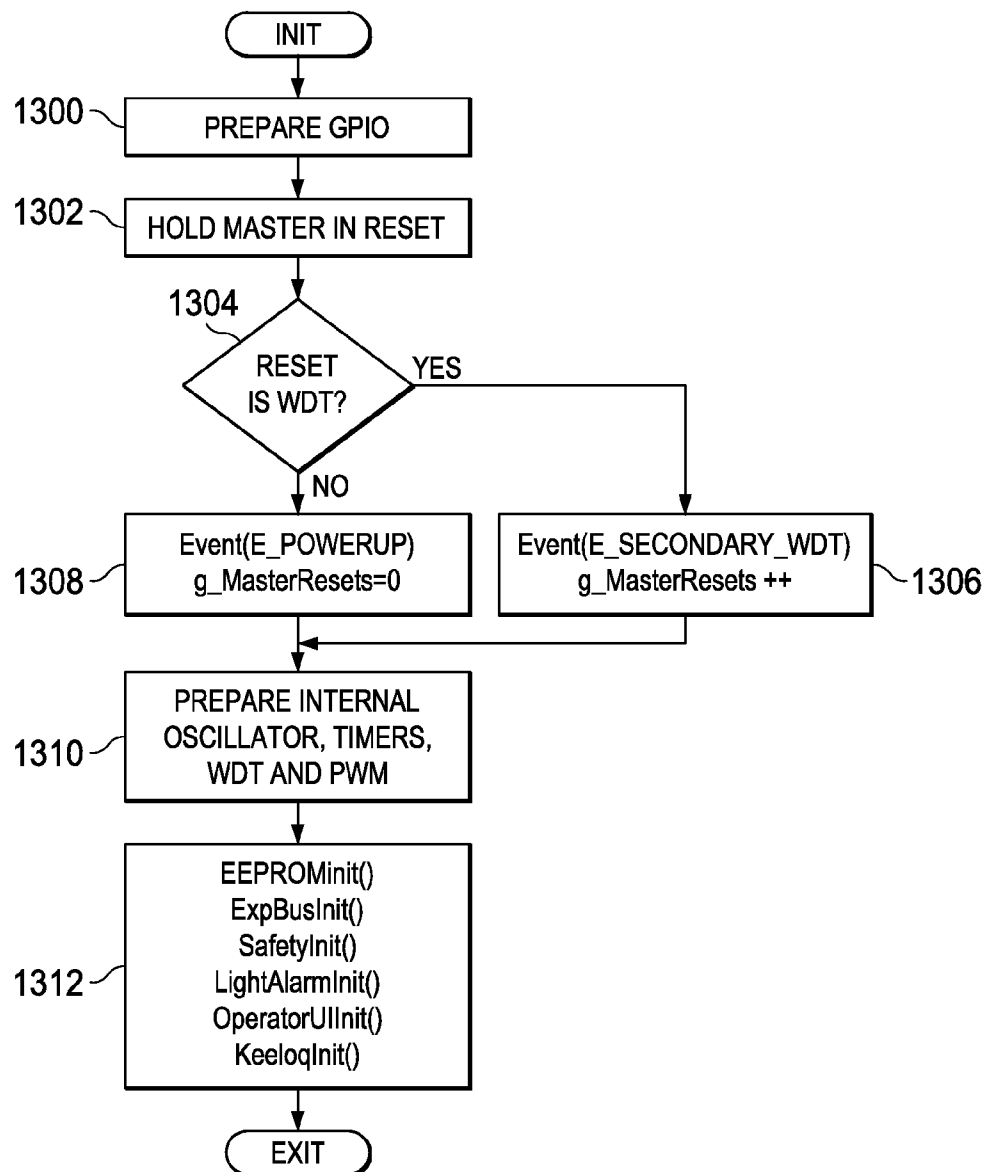 INIT
1300
PREPARE GPIO
1302
HOLD MASTER IN RESET
1304
RESET
IS WDT?
YES
NO
Event(E_POWERUP)
g_MasterResets=0
1308
Event(E_SECONDARY_WDT)
g_MasterResets ++
1306
PREPARE INTERNAL
OSCILLATOR, TIMERS,
WDT AND PWM
1310
EEPROMinit()
ExpBusInit()
SafetyInit()
LightAlarmInit()
OperatorUIInit()
KeeloqInit()
1312
EXIT